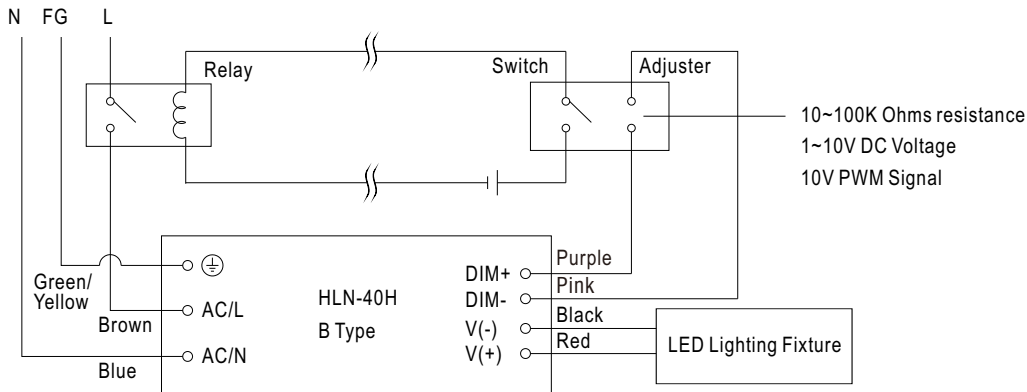 N FG L
Relay
Switch
Adjuster
10~100K Ohms resistance
1~10V DC Voltage
10V PWM Signal
Green/
Yellow
Brown
Blue
AC/L
AC/N
HLN-40H
B Type
DIM+
DIM-
V(-)
V(+)
Purple
Pink
Black
Red
LED Lighting Fixture